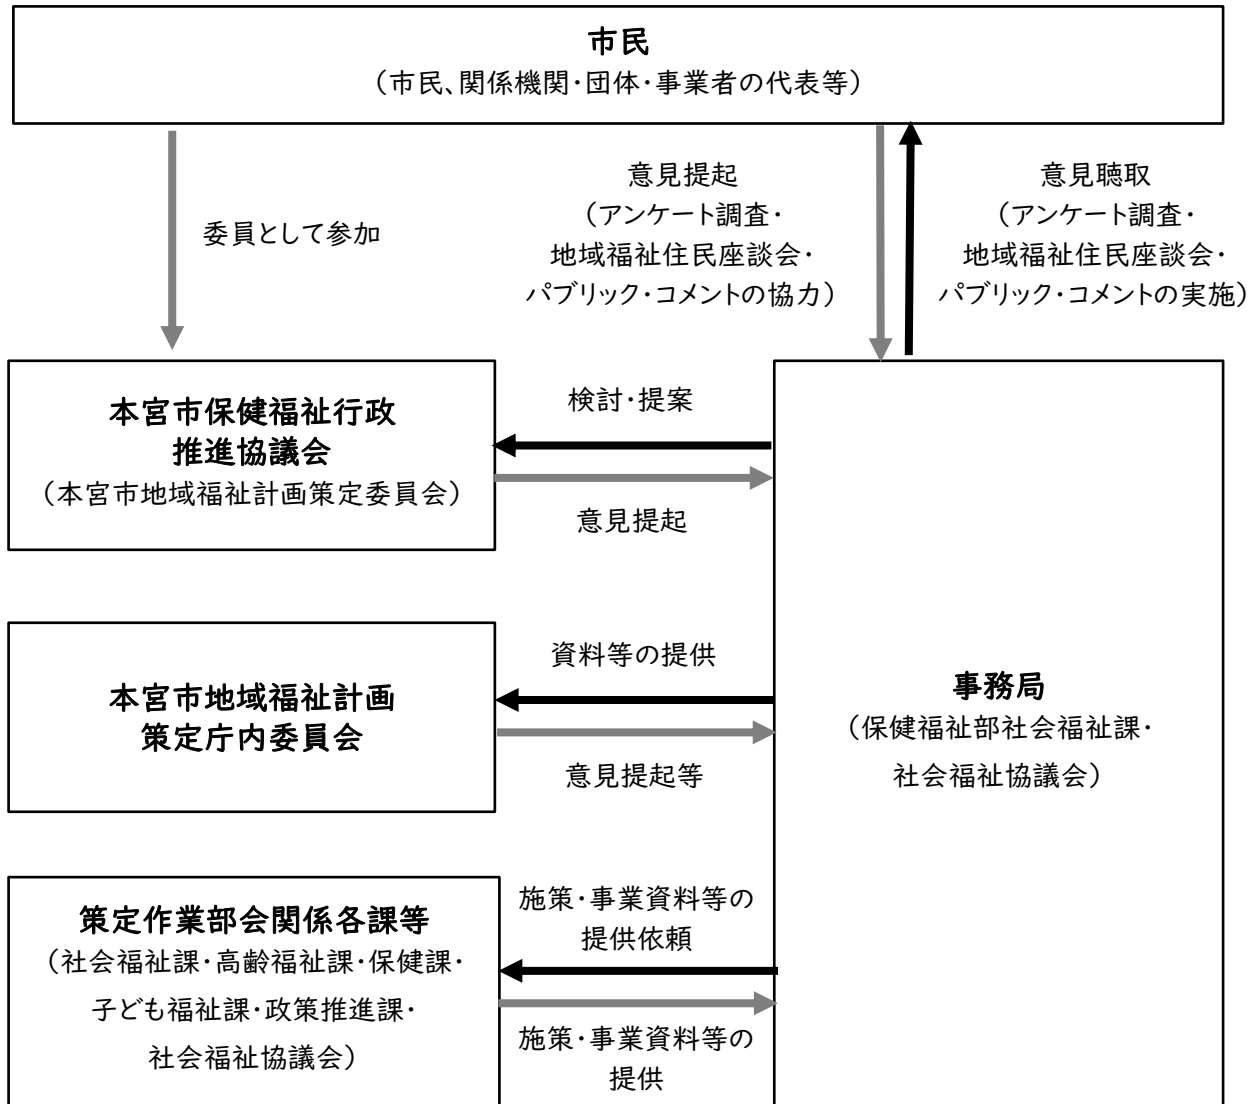 市民
（市民、関係機関・団体・事業者の代表等）
委員として参加
意見提起
（アンケート調査・
地域福祉住民座談会・
パブリック・コメントの協力）
意見聴取
（アンケート調査・
地域福祉住民座談会・
パブリック・コメントの実施）
本宮市保健福祉行政
推進協議会
（本宮市地域福祉計画策定委員会）
検討・提案
意見提起
本宮市地域福祉計画
策定庁内委員会
資料等の提供
意見提起等
事務局
（保健福祉部社会福祉課・
社会福祉協議会）
策定作業部会関係各課等
（社会福祉課・高齢福祉課・保健課・
子ども福祉課・政策推進課・
社会福祉協議会）
施策・事業資料等の
提供依頼
施策・事業資料等の
提供